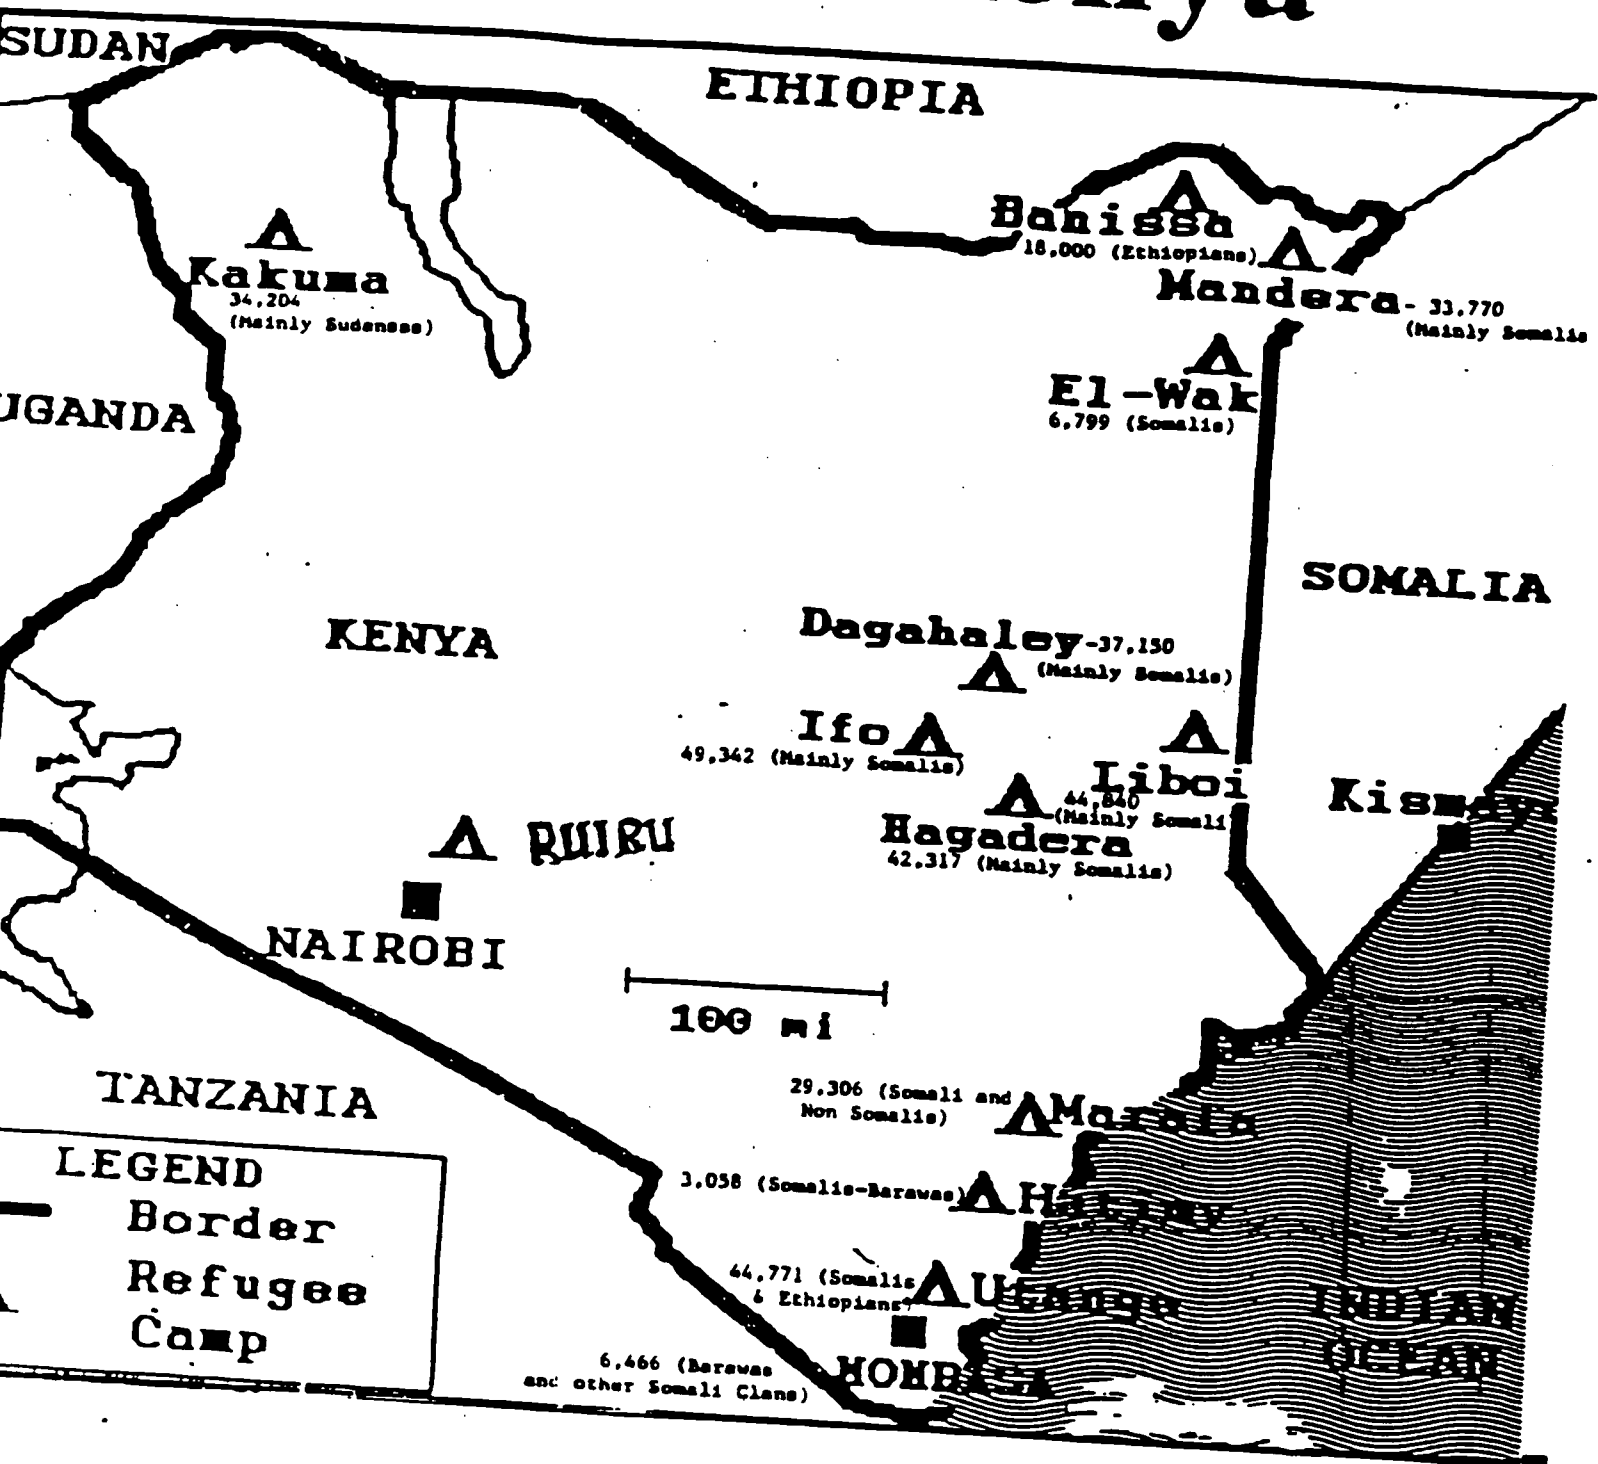 SUDAN
ETHIOPIA
Banissa
18,000 (Ethiopians)
Mandera- 33,770
(Mainly Somalis
Kakuma
34,204
(Mainly Sudanese)
El-Wak
6,799 (Somalis)
UGANDA
SOMALIA
KENYA
Dagahaley-37,150
(Mainly Somalis)
Ifo
49,342 (Mainly Somalis)
Liboi
44,840
(Mainly Somali
Kismayu
Hagadera
42,317 (Mainly Somalis)
RUIRU
NAIROBI
100 mi
TANZANIA
29,306 (Somali and
Non Somalis)
Marafa
LEGEND
Border
Refugee
Camp
3,058 (Somalis-Barawas)
Hatimy
44,771 (Somalis
& Ethiopians)
Utange
INDIAN
OCEAN
MOMBASA
6,466 (Barawas
and other Somali Clans)